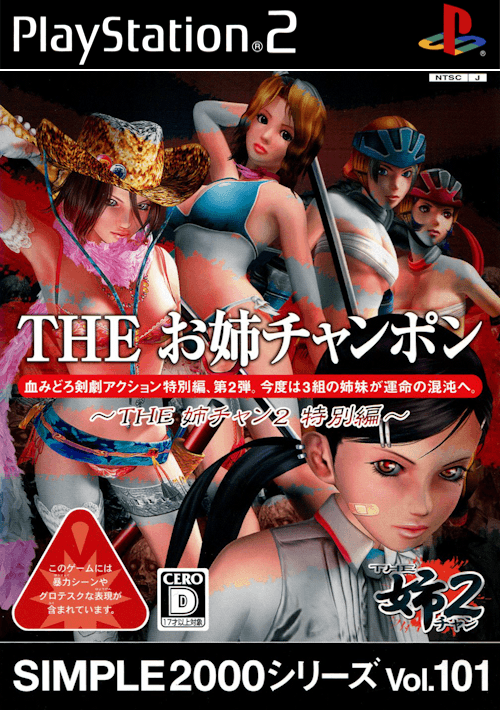 PlayStation®2
NTSC J
THE お姉チャンポン
血みどろ剣劇アクション特別編、第2弾。今度は3組の姉妹が運命の混沌へ。
～THE 姉チャン2 特別編～
このゲームには
暴力シーンや
グロテスクな表現が
含まれています。
CERO
D
17才以上対象
THE
姉2
チャン
SIMPLE2000シリーズ Vol.101